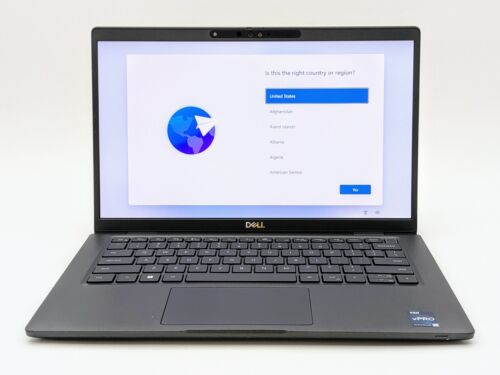 Is this the right country or region?
United States
Afghanistan
Åland Islands
Albania
Algeria
American Samoa
Yes
DELL
intel
vPRO